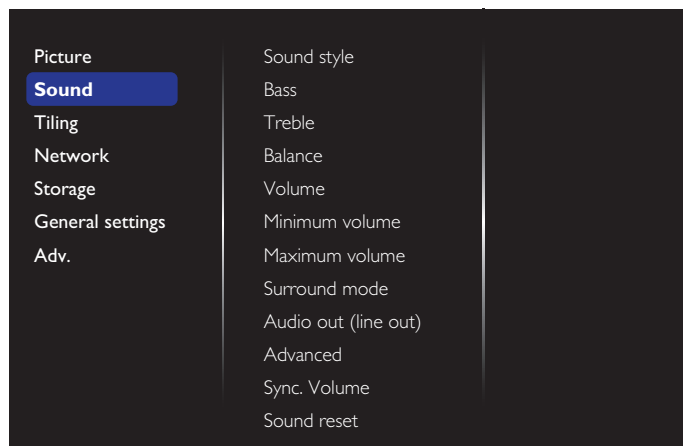 Picture
Sound
Tiling
Network
Storage
General settings
Adv.
Sound style
Bass
Treble
Balance
Volume
Minimum volume
Maximum volume
Surround mode
Audio out (line out)
Advanced
Sync. Volume
Sound reset